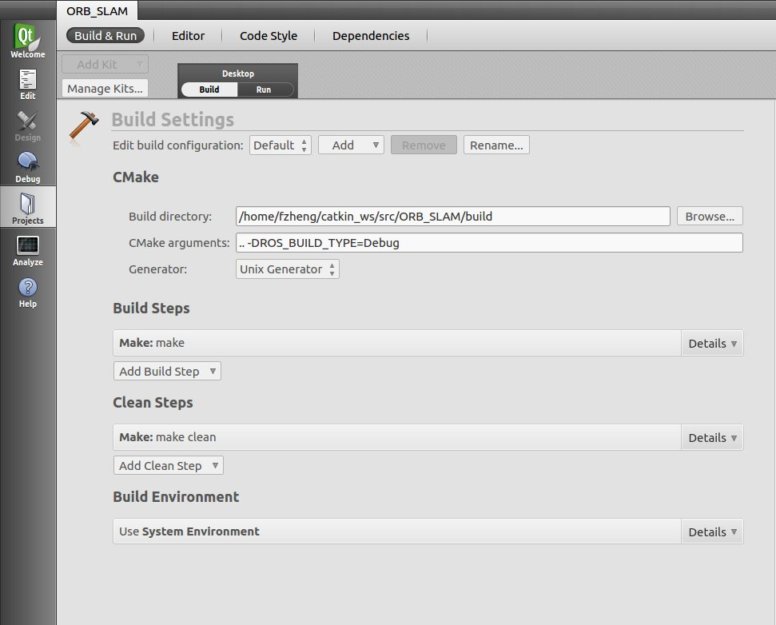 ORB_SLAM
Build & Run Editor Code Style Dependencies
Qt
Welcome
Edit
Design
Debug
Projects
Analyze
Help
Add Kit
Manage Kits...
Desktop
Build Run
Build Settings
Edit build configuration: Default Add Remove Rename...
CMake
Build directory: /home/fzheng/catkin_ws/src/ORB_SLAM/build Browse...
CMake arguments: .. -DROS_BUILD_TYPE=Debug
Generator: Unix Generator
Build Steps
Make: make Details
Add Build Step
Clean Steps
Make: make clean Details
Add Clean Step
Build Environment
Use System Environment Details